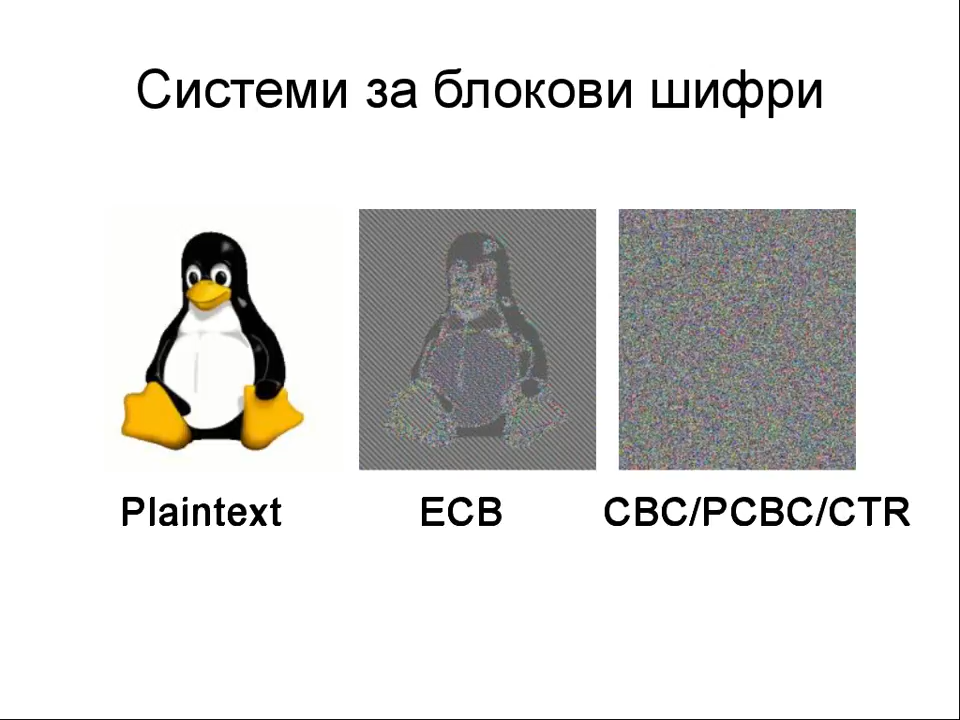 Системи за блокови шифри
Plaintext
ECB
CBC/PCBC/CTR